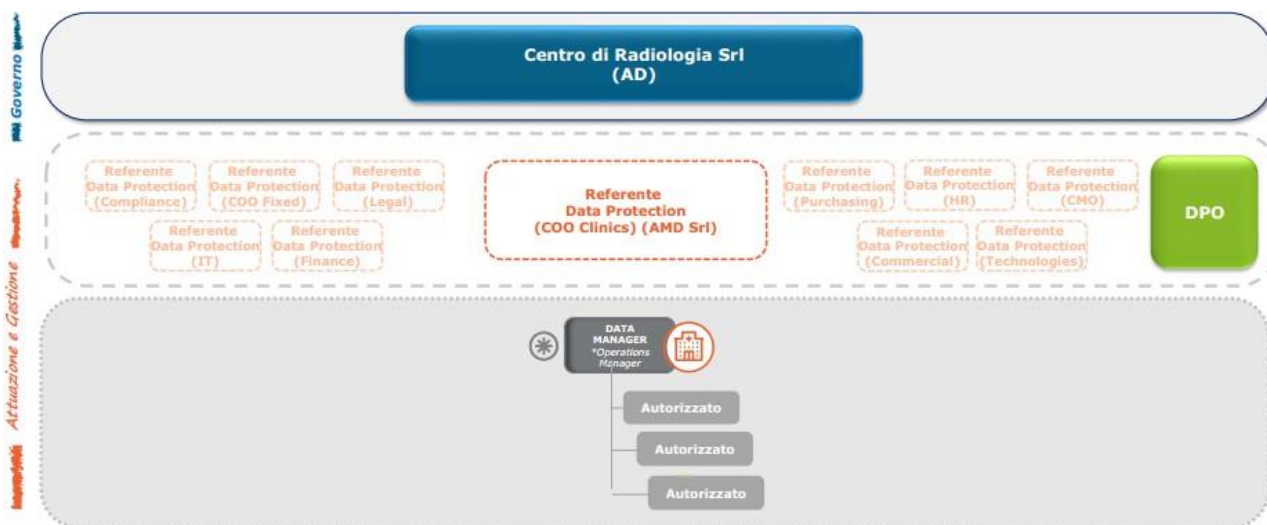 Governo
Centro di Radiologia Srl
(AD)
Attuazione e Gestione
Referente
Data Protection
(Compliance)
Referente
Data Protection
(COO Fixed)
Referente
Data Protection
(Legal)
Referente
Data Protection
(IT)
Referente
Data Protection
(Finance)
Referente
Data Protection
(COO Clinics) (AMD Srl)
Referente
Data Protection
(Purchasing)
Referente
Data Protection
(HR)
Referente
Data Protection
(CMO)
Referente
Data Protection
(Commercial)
Referente
Data Protection
(Technologies)
DPO
DATA
MANAGER
*Operations
Manager
Autorizzato
Autorizzato
Autorizzato